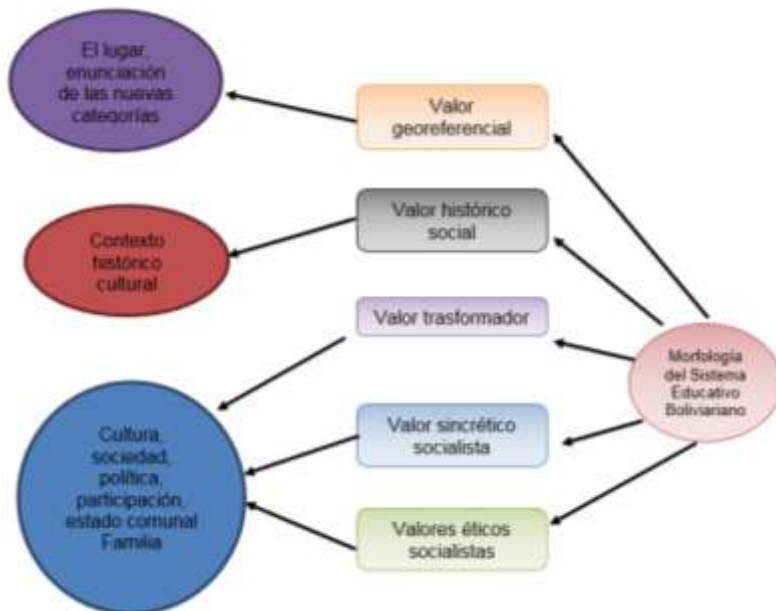 El lugar,
enunciación
de las nuevas
categorías
Valor
georeferencial
Valor histórico
social
Contexto
histórico
cultural
Valor trasformador
Morfología
del Sistema
Educativo
Boliviariano
Cultura,
sociedad,
política,
participación,
estado comunal
Familia
Valor sincrético
socialista
Valores éticos
socialistas